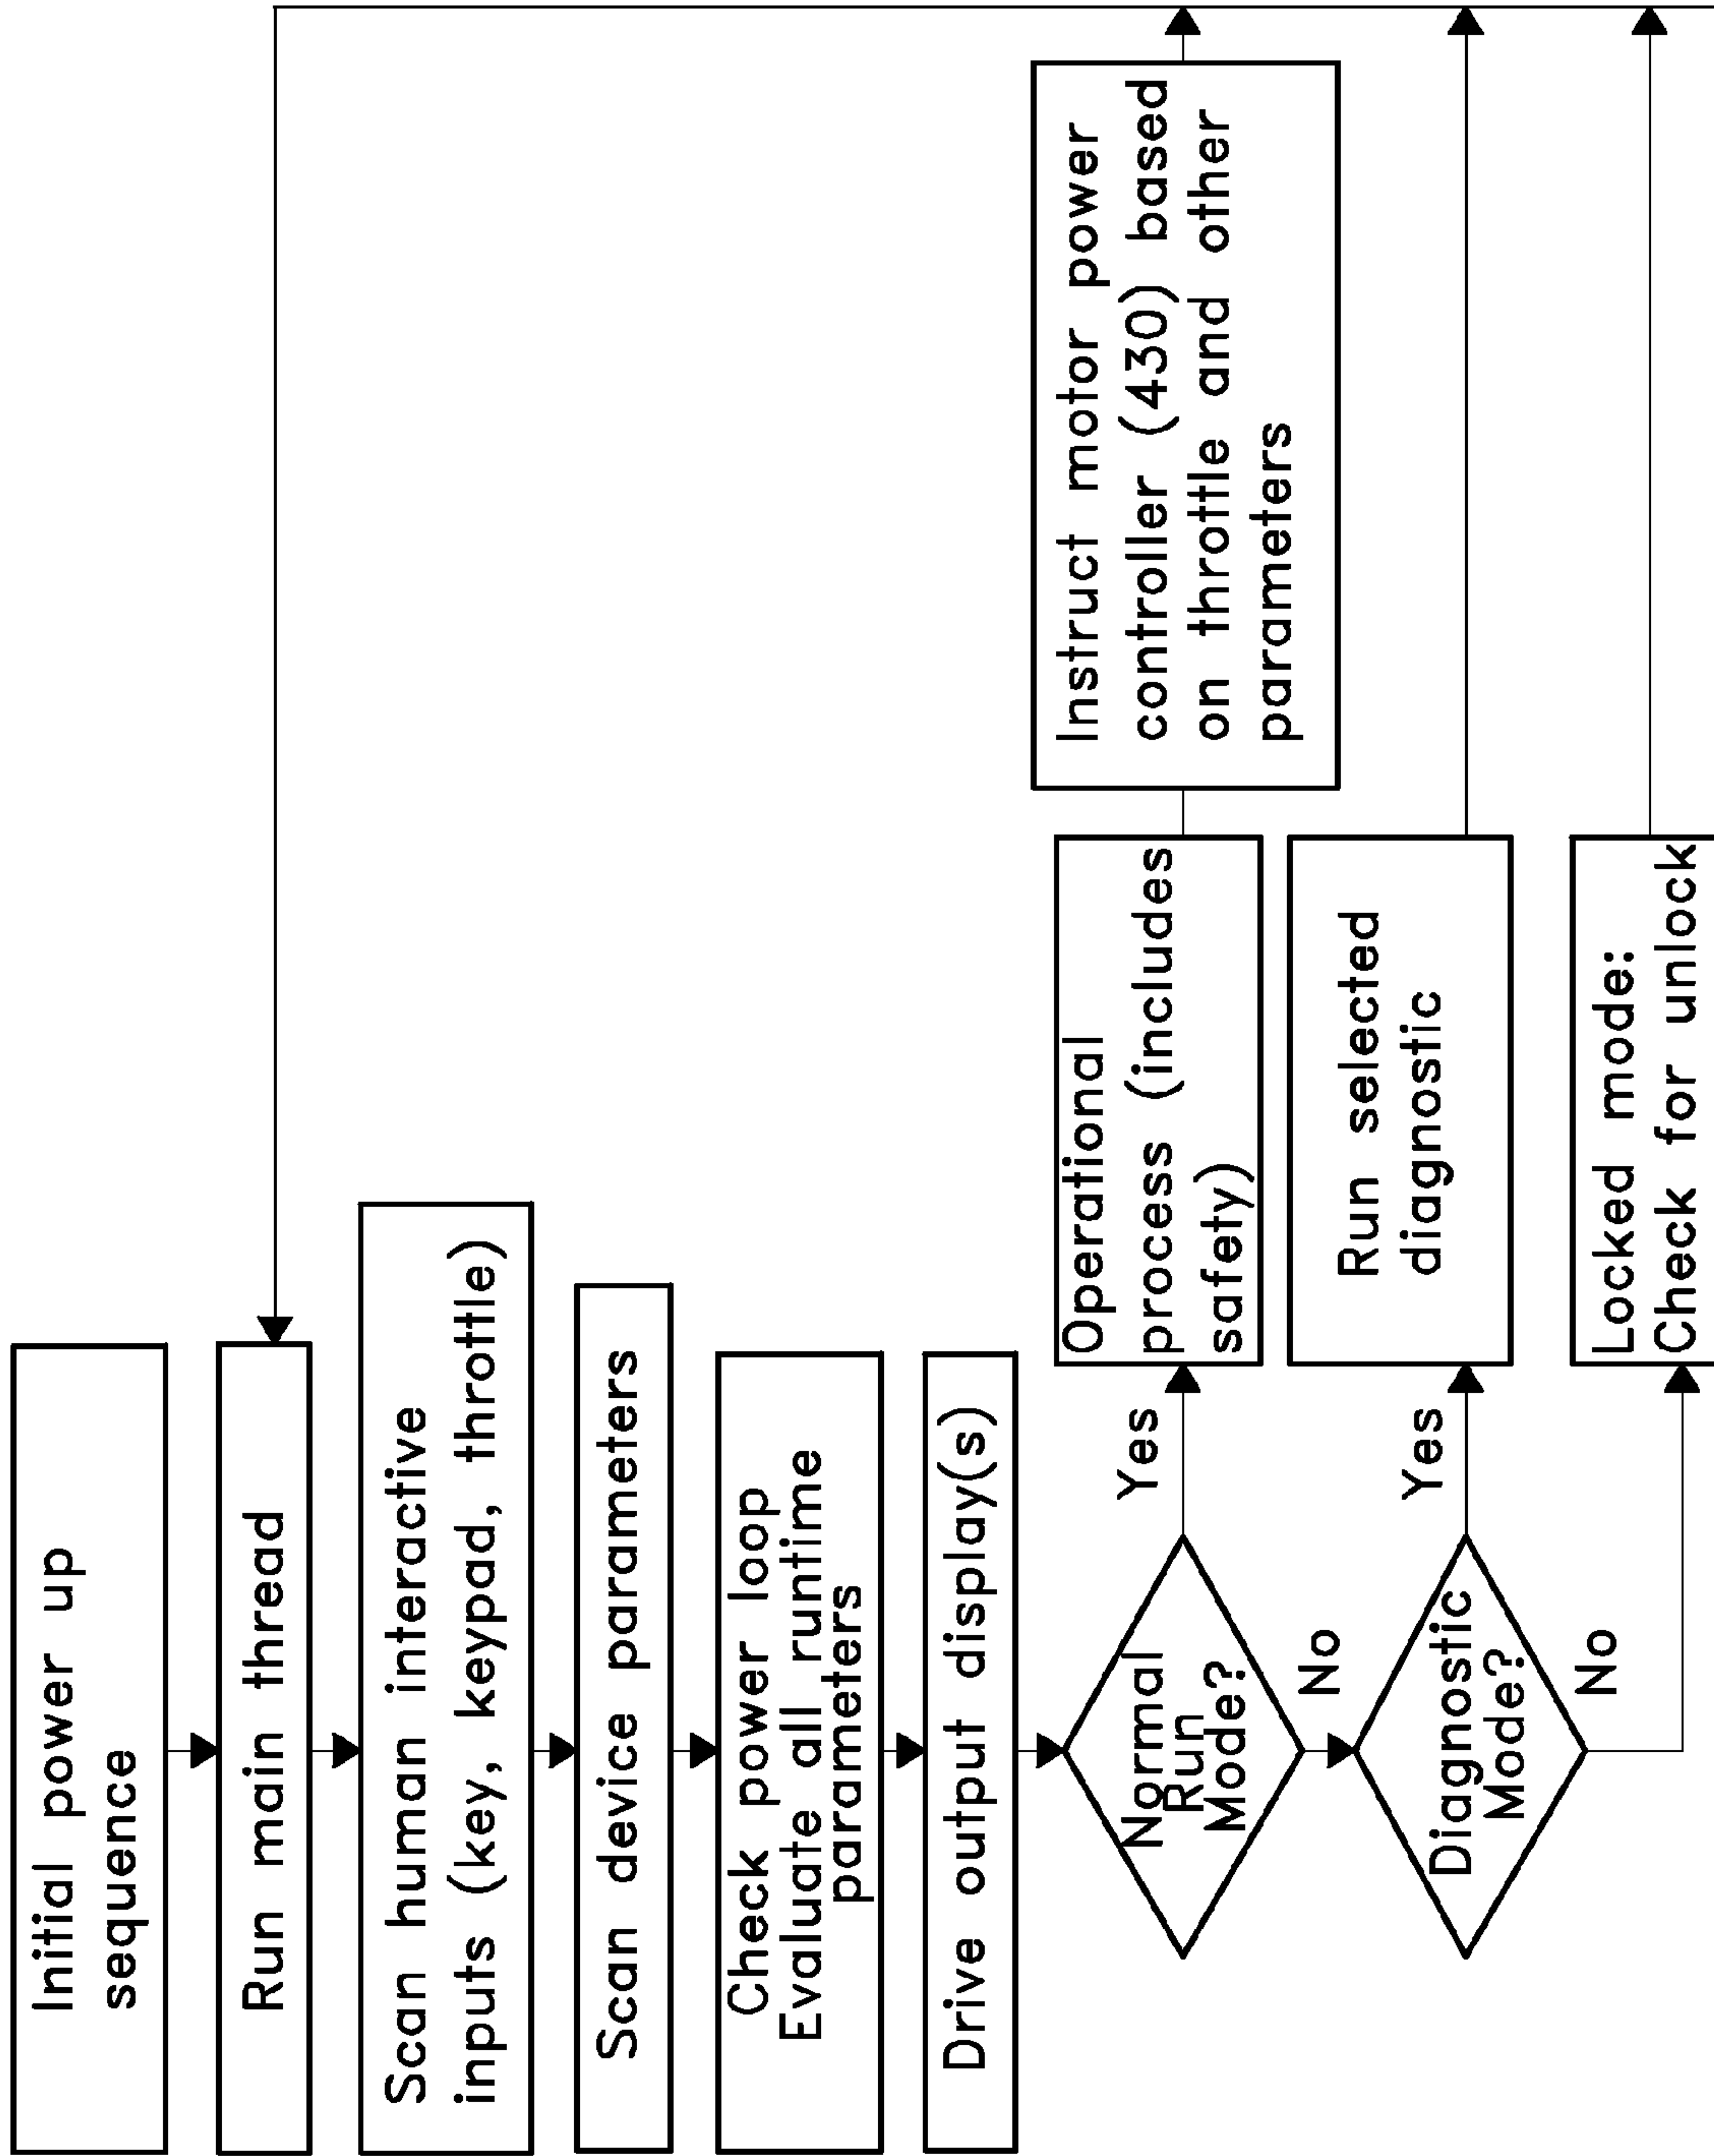 Initial power up
sequence
Run main thread
Scan human interactive
inputs (key, keypad, throttle)
Scan device parameters
Check power loop
Evaluate all runtime
parameters
Drive output display(s)
Normal
Run
Mode?
Yes
No
Operational
process (includes
safety)
Instruct motor power
controller (430) based
on throttle and other
parameters
Diagnostic
Mode?
Yes
No
Run selected
diagnostic
Locked mode:
Check for unlock